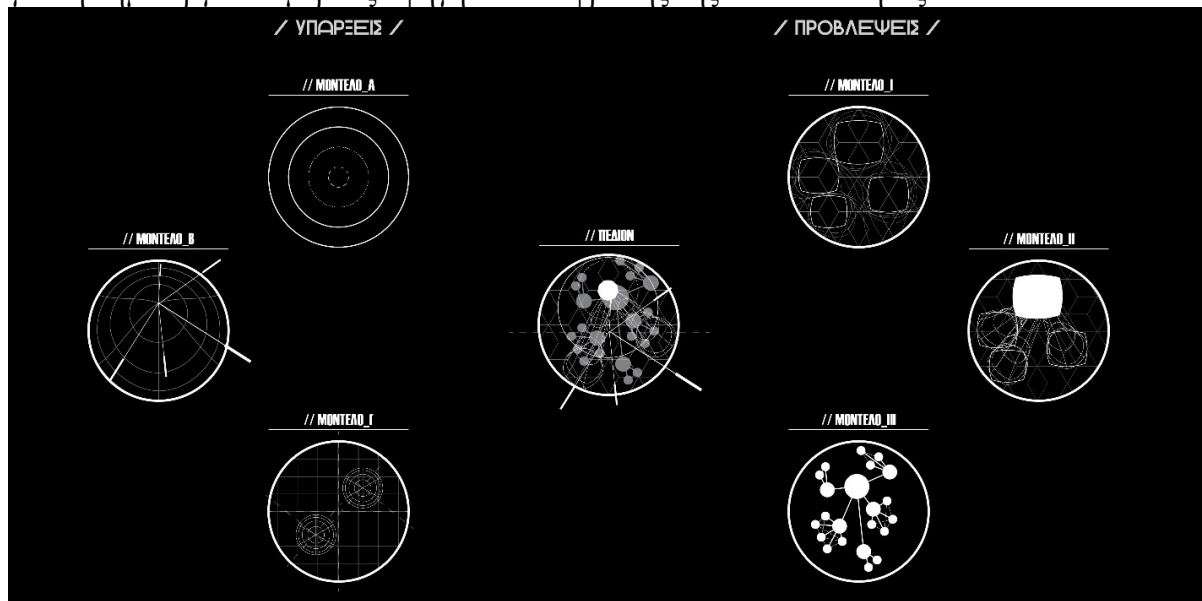 / ΥΠΑΡΞΕΙΣ /
/ ΠΡΟΒΛΕΨΕΙΣ /
// ΜΟΝΤΕΛΟ_Α
// ΜΟΝΤΕΛΟ_Ι
// ΜΟΝΤΕΛΟ_Β
// ΠΕΔΙΟΝ
// ΜΟΝΤΕΛΟ_ΙΙ
// ΜΟΝΤΕΛΟ_Γ
// ΜΟΝΤΕΛΟ_ΙΙΙ